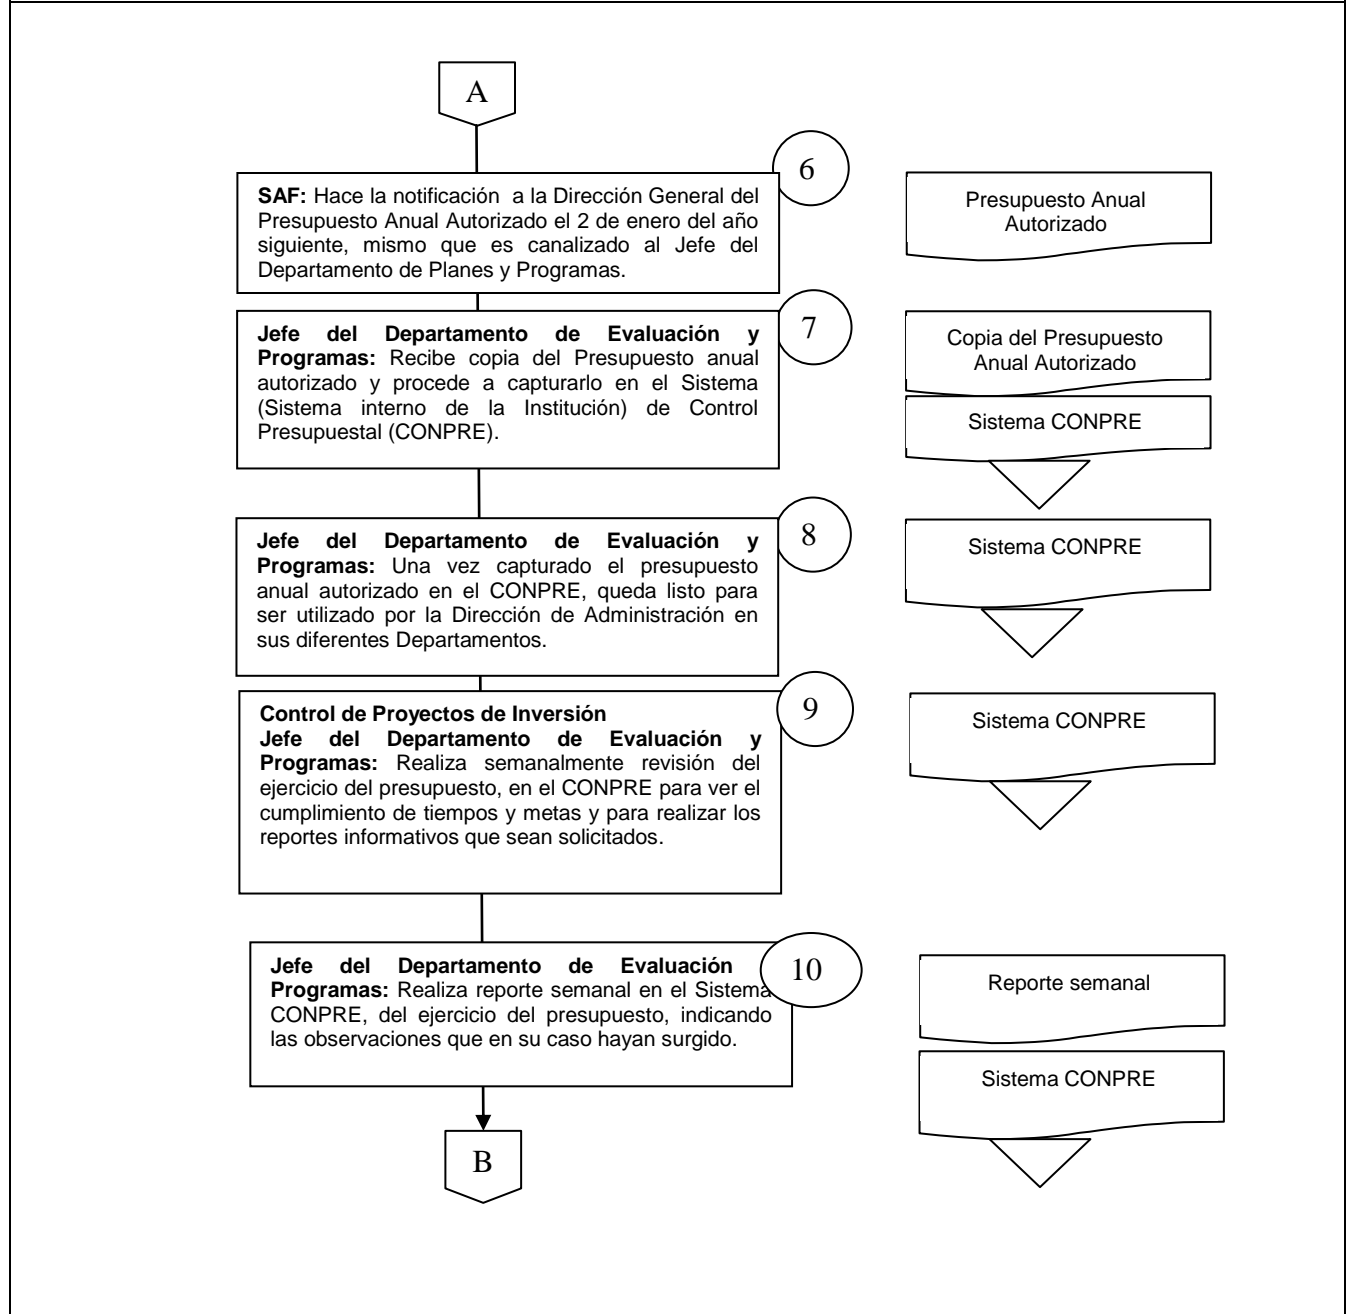 A
6
SAF: Hace la notificación a la Dirección General del
Presupuesto Anual Autorizado el 2 de enero del año
siguiente, mismo que es canalizado al Jefe del
Departamento de Planes y Programas.
Presupuesto Anual
Autorizado
7
Jefe del Departamento de Evaluación y
Programas: Recibe copia del Presupuesto anual
autorizado y procede a capturarlo en el Sistema
(Sistema interno de la Institución) de Control
Presupuestal (CONPRE).
Copia del Presupuesto
Anual Autorizado
Sistema CONPRE
8
Jefe del Departamento de Evaluación y
Programas: Una vez capturado el presupuesto
anual autorizado en el CONPRE, queda listo para
ser utilizado por la Dirección de Administración en
sus diferentes Departamentos.
Sistema CONPRE
9
Control de Proyectos de Inversión
Jefe del Departamento de Evaluación y
Programas: Realiza semanalmente revisión del
ejercicio del presupuesto, en el CONPRE para ver el
cumplimiento de tiempos y metas y para realizar los
reportes informativos que sean solicitados.
Sistema CONPRE
10
Jefe del Departamento de Evaluación
Programas: Realiza reporte semanal en el Sistema
CONPRE, del ejercicio del presupuesto, indicando
las observaciones que en su caso hayan surgido.
Reporte semanal
Sistema CONPRE
B